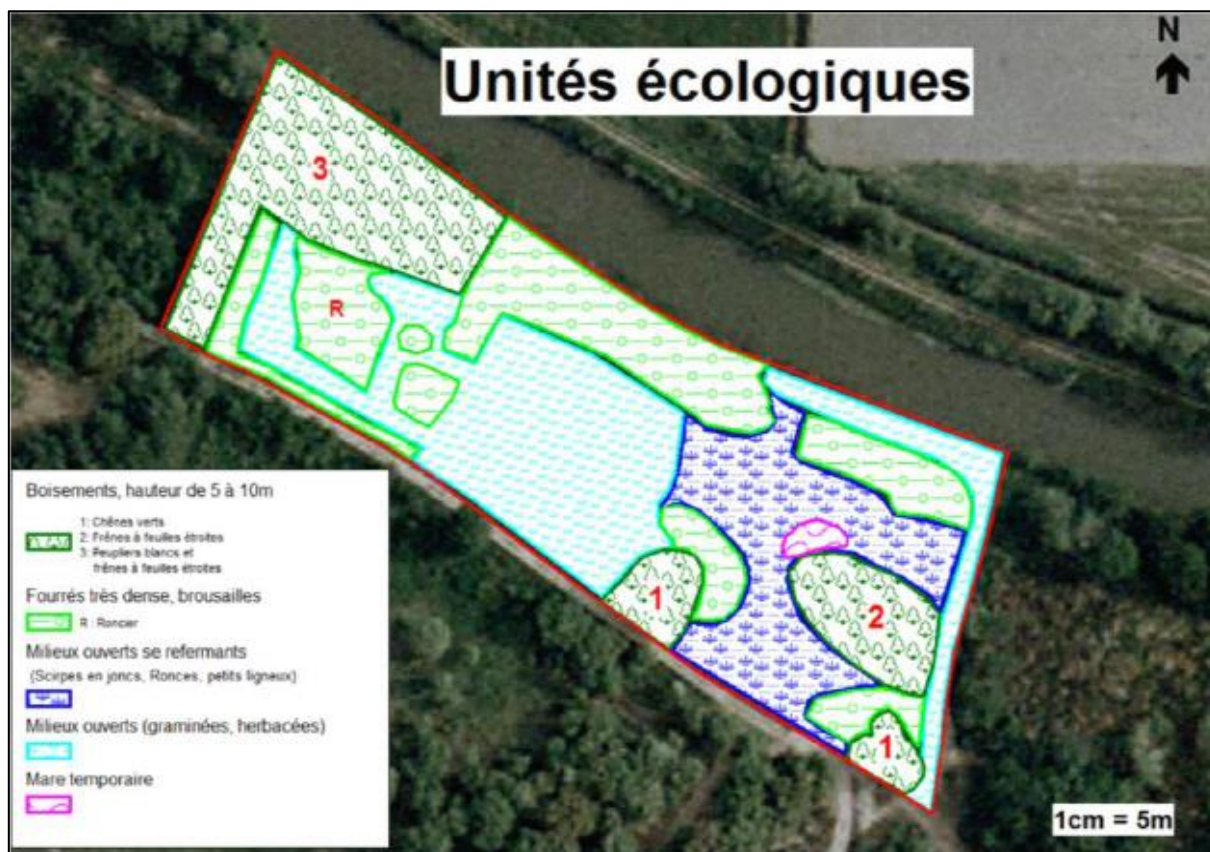 N
Unités écologiques
3
R
1
2
1
Boisements, hauteur de 5 à 10m
1: Chênes verts
2: Frênes à feuilles étroites
3: Peupliers blancs et
frênes à feuilles étroites
Fourrés très dense, brousailles
R : Roncier
Milieux ouverts se refermants
(Scirpes en joncs, Ronces, petits ligneux)
Milieux ouverts (graminées, herbacées)
Mare temporaire
1cm = 5m